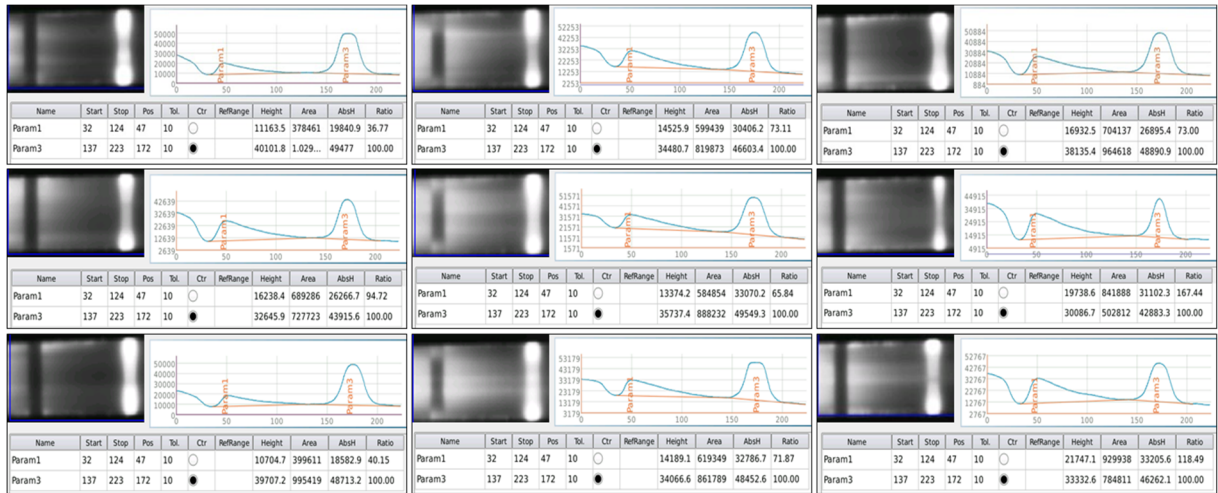 50000
40000
30000
20000
10000
0
Param1
Param3
0 50 100 150 200
Name Start Stop Pos Tol. Ctr RefRange Height Area AbsH Ratio
Param1 32 124 47 10 11163.5 378461 19840.9 36.77
Param3 137 223 172 10 40101.8 1.029... 49477 100.00
52253
42253
32253
22253
2253
Param1
Param3
0 50 100 150 200
Name Start Stop Pos Tol. Ctr RefRange Height Area AbsH Ratio
Param1 32 124 47 10 14525.9 599439 30406.2 73.11
Param3 137 223 172 10 34480.7 819873 46603.4 100.00
50884
40884
30884
20884
10884
884
Param1
Param3
0 50 100 150 200
Name Start Stop Pos Tol. Ctr RefRange Height Area AbsH Ratio
Param1 32 124 47 10 16932.5 704137 26895.4 73.00
Param3 137 223 172 10 38135.4 964618 48890.9 100.00
42639
32639
22639
12639
2639
Param1
Param3
0 50 100 150 200
Name Start Stop Pos Tol. Ctr RefRange Height Area AbsH Ratio
Param1 32 124 47 10 16238.4 689286 26266.7 94.72
Param3 137 223 172 10 32645.9 727723 43915.6 100.00
51571
41571
31571
21571
11571
1571
Param1
Param3
0 50 100 150 200
Name Start Stop Pos Tol. Ctr RefRange Height Area AbsH Ratio
Param1 32 124 47 10 13374.2 584854 33070.2 65.84
Param3 137 223 172 10 35737.4 888232 49549.3 100.00
44915
34915
24915
14915
4915
Param1
Param3
0 50 100 150 200
Name Start Stop Pos Tol. Ctr RefRange Height Area AbsH Ratio
Param1 32 124 47 10 19738.6 841888 31102.3 167.44
Param3 137 223 172 10 30086.7 502812 42883.3 100.00
50000
40000
30000
20000
10000
0
Param1
Param3
0 50 100 150 200
Name Start Stop Pos Tol. Ctr RefRange Height Area AbsH Ratio
Param1 32 124 47 10 10704.7 399611 18582.9 40.15
Param3 137 223 172 10 39707.2 995419 48713.2 100.00
53179
43179
33179
23179
13179
3179
Param1
Param3
0 50 100 150 200
Name Start Stop Pos Tol. Ctr RefRange Height Area AbsH Ratio
Param1 32 124 47 10 14189.1 619349 32786.7 71.87
Param3 137 223 172 10 34066.6 861789 48452.6 100.00
52767
42767
32767
22767
12767
2767
Param1
Param3
0 50 100 150 200
Name Start Stop Pos Tol. Ctr RefRange Height Area AbsH Ratio
Param1 32 124 47 10 21747.1 929938 33205.6 118.49
Param3 137 223 172 10 33332.6 784811 46262.1 100.00